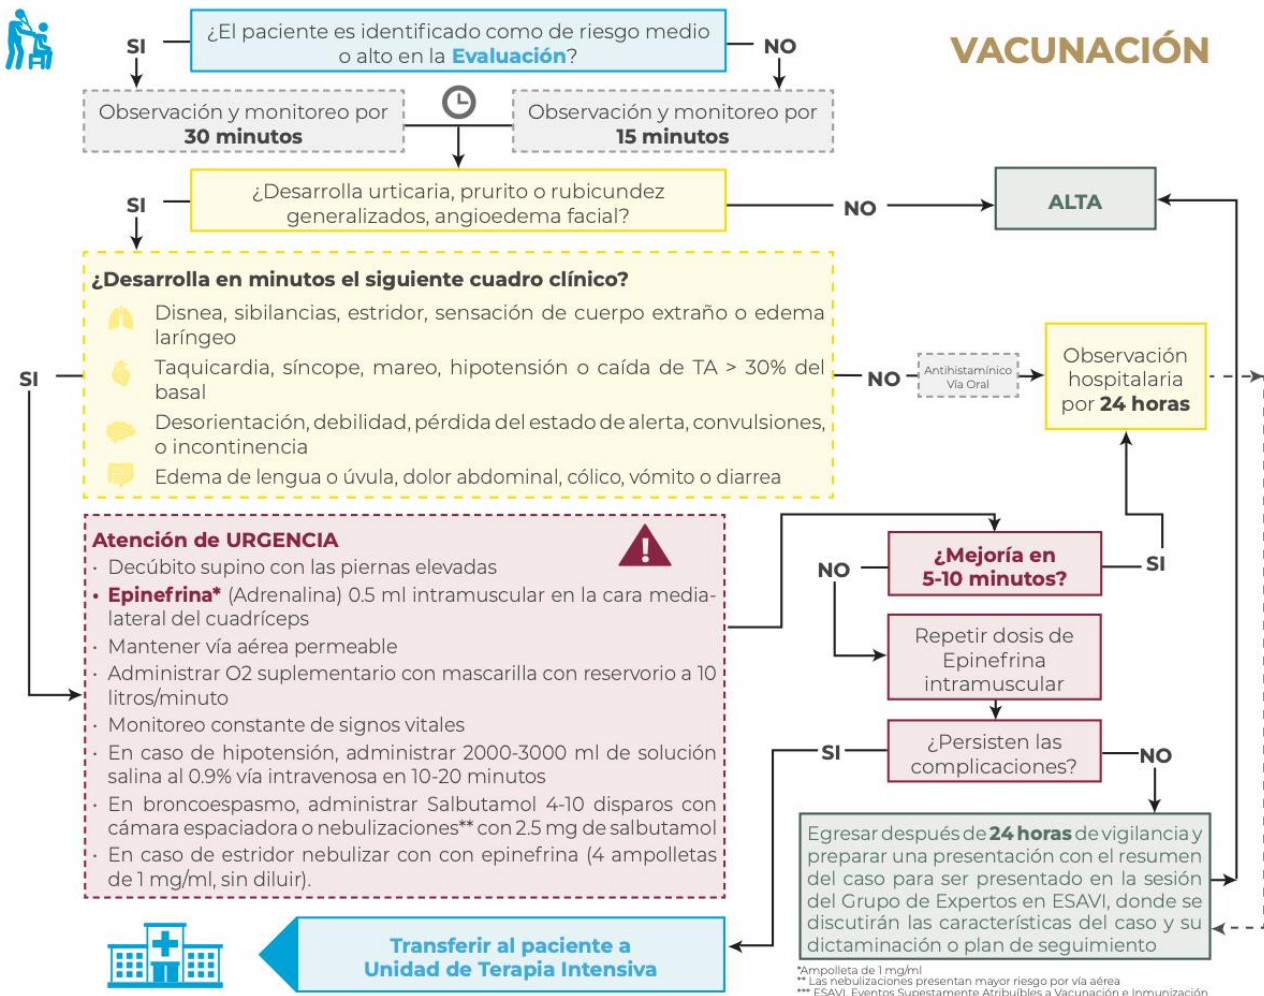 VACUNACIÓN
¿El paciente es identificado como de riesgo medio
o alto en la Evaluación?
SI
NO
Observación y monitoreo por
30 minutos
Observación y monitoreo por
15 minutos
¿Desarrolla urticaria, prurito o rubicundez
generalizados, angioedema facial?
SI
NO
ALTA
¿Desarrolla en minutos el siguiente cuadro clínico?
Disnea, sibilancias, estridor, sensación de cuerpo extraño o edema
laríngeo
Taquicardia, síncope, mareo, hipotensión o caída de TA > 30% del
basal
Desorientación, debilidad, pérdida del estado de alerta, convulsiones,
o incontinencia
Edema de lengua o úvula, dolor abdominal, cólico, vómito o diarrea
SI
NO
Antihistamínico
Vía Oral
Observación
hospitalaria
por 24 horas
Atención de URGENCIA
· Decúbito supino con las piernas elevadas
• Epinefrina* (Adrenalina) 0.5 ml intramuscular en la cara media-
lateral del cuadríceps
· Mantener vía aérea permeable
· Administrar O2 suplementario con mascarilla con reservorio a 10
litros/minuto
· Monitoreo constante de signos vitales
· En caso de hipotensión, administrar 2000-3000 ml de solución
salina al 0.9% vía intravenosa en 10-20 minutos
· En broncoespasmo, administrar Salbutamol 4-10 disparos con
cámara espaciadora o nebulizaciones** con 2.5 mg de salbutamol
· En caso de estridor nebulizar con con epinefrina (4 ampolletas
de 1 mg/ml, sin diluir).
¿Mejoría en
5-10 minutos?
NO
SI
Repetir dosis de
Epinefrina
intramuscular
¿Persisten las
complicaciones?
SI
NO
Egresar después de 24 horas de vigilancia y
preparar una presentación con el resumen
del caso para ser presentado en la sesión
del Grupo de Expertos en ESAVI, donde se
discutirán las características del caso y su
dictaminación o plan de seguimiento
Transferir al paciente a
Unidad de Terapia Intensiva
*Ampolleta de 1 mg/ml
** Las nebulizaciones presentan mayor riesgo por vía aérea
*** ESAVI. Eventos Supestamente Atribuíbles a Vacunación e Inmunización